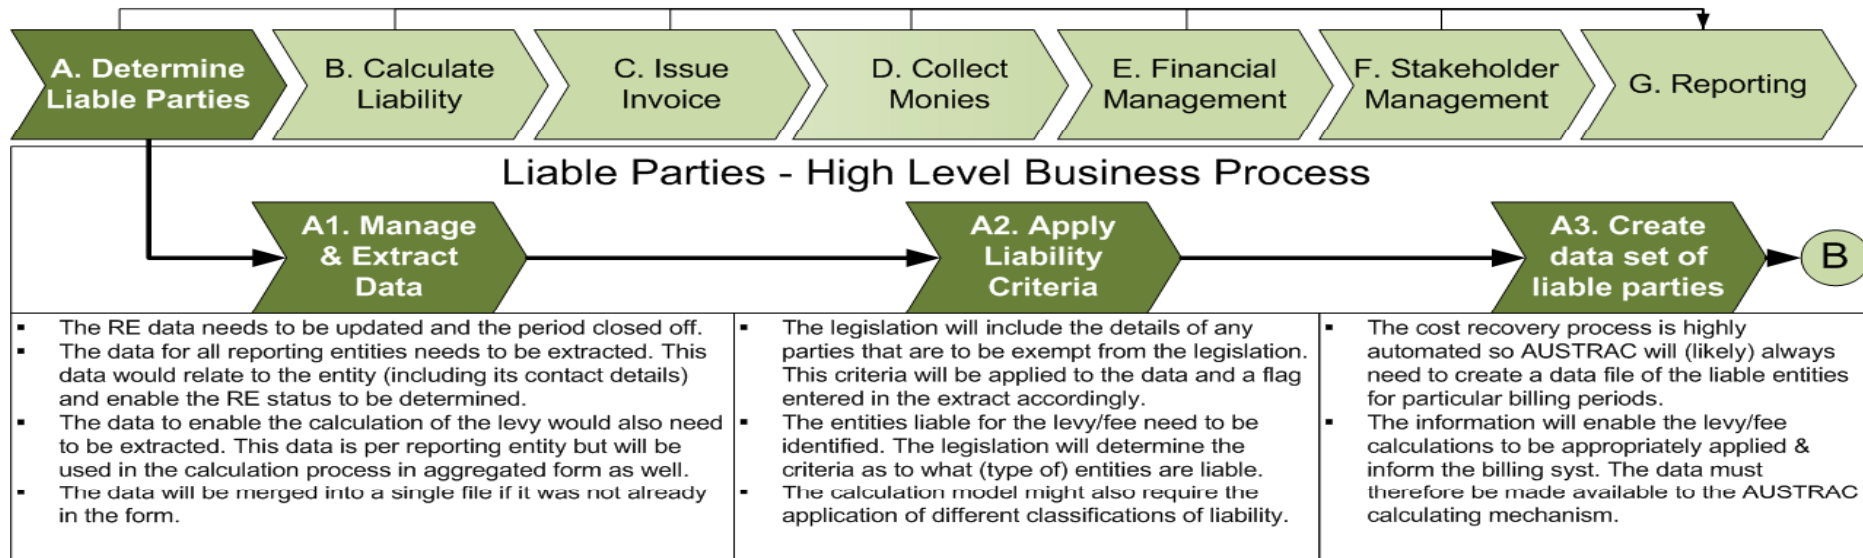 A. Determine
Liable Parties
B. Calculate
Liability
C. Issue
Invoice
D. Collect
Monies
E. Financial
Management
F. Stakeholder
Management
G. Reporting
Liable Parties - High Level Business Process
A1. Manage
& Extract
Data
A2. Apply
Liability
Criteria
A3. Create
data set of
liable parties
B
▪ The RE data needs to be updated and the period closed off.
▪ The data for all reporting entities needs to be extracted. This
data would relate to the entity (including its contact details)
and enable the RE status to be determined.
▪ The data to enable the calculation of the levy would also need
to be extracted. This data is per reporting entity but will be
used in the calculation process in aggregated form as well.
▪ The data will be merged into a single file if it was not already
in the form.
▪ The legislation will include the details of any
parties that are to be exempt from the legislation.
This criteria will be applied to the data and a flag
entered in the extract accordingly.
▪ The entities liable for the levy/fee need to be
identified. The legislation will determine the
criteria as to what (type of) entities are liable.
▪ The calculation model might also require the
application of different classifications of liability.
▪ The cost recovery process is highly
automated so AUSTRAC will (likely) always
need to create a data file of the liable entities
for particular billing periods.
▪ The information will enable the levy/fee
calculations to be appropriately applied &
inform the billing syst. The data must
therefore be made available to the AUSTRAC
calculating mechanism.